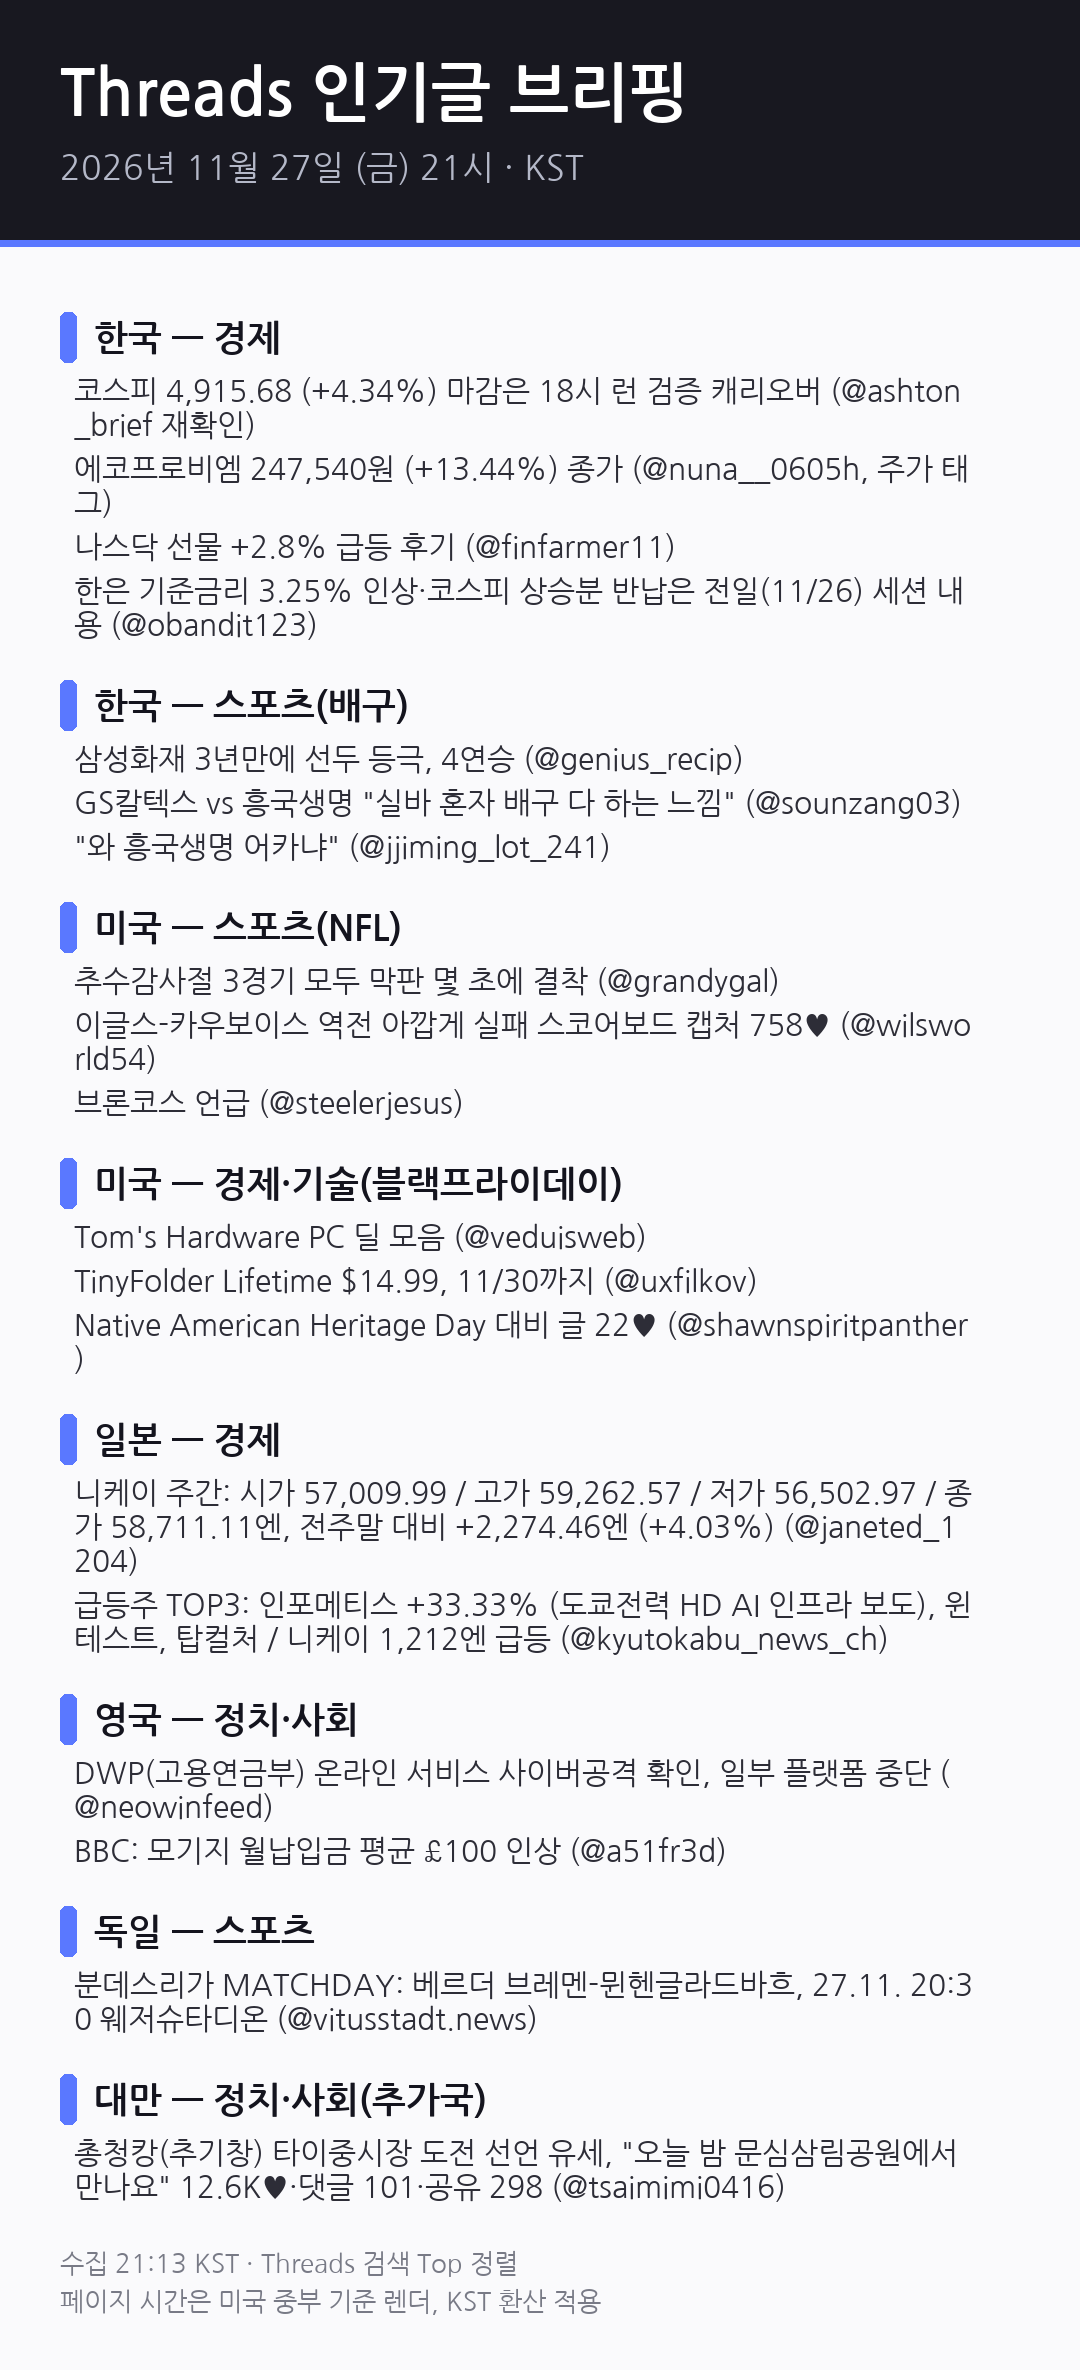 Threads 인기글 브리핑
2026년 11월 27일 (금) 21시 · KST
한국 — 경제
코스피 4,915.68 (+4.34%) 마감은 18시 런 검증 캐리오버 (@ashton
_brief 재확인)
에코프로비엠 247,540원 (+13.44%) 종가 (@nuna__0605h, 주가 태
그)
나스닥 선물 +2.8% 급등 후기 (@finfarmer11)
한은 기준금리 3.25% 인상·코스피 상승분 반납은 전일(11/26) 세션 내
용 (@obandit123)
한국 — 스포츠(배구)
삼성화재 3년만에 선두 등극, 4연승 (@genius_recip)
GS칼텍스 vs 흥국생명 "실바 혼자 배구 다 하는 느낌" (@sounzang03)
"와 흥국생명 어카냐" (@jjiming_lot_241)
미국 — 스포츠(NFL)
추수감사절 3경기 모두 막판 몇 초에 결착 (@grandygal)
이글스-카우보이스 역전 아깝게 실패 스코어보드 캡처 758♥ (@wilswo
rld54)
브론코스 언급 (@steelerjesus)
미국 — 경제·기술(블랙프라이데이)
Tom's Hardware PC 딜 모음 (@veduisweb)
TinyFolder Lifetime $14.99, 11/30까지 (@uxfilkov)
Native American Heritage Day 대비 글 22♥ (@shawnspiritpanther
)
일본 — 경제
니케이 주간: 시가 57,009.99 / 고가 59,262.57 / 저가 56,502.97 / 종
가 58,711.11엔, 전주말 대비 +2,274.46엔 (+4.03%) (@janeted_1
204)
급등주 TOP3: 인포메티스 +33.33% (도쿄전력 HD AI 인프라 보도), 윈
테스트, 탑컬처 / 니케이 1,212엔 급등 (@kyutokabu_news_ch)
영국 — 정치·사회
DWP(고용연금부) 온라인 서비스 사이버공격 확인, 일부 플랫폼 중단 (
@neowinfeed)
BBC: 모기지 월납입금 평균 £100 인상 (@a51fr3d)
독일 — 스포츠
분데스리가 MATCHDAY: 베르더 브레멘-묀헨글라드바흐, 27.11. 20:3
0 웨저슈타디온 (@vitusstadt.news)
대만 — 정치·사회(추가국)
총청캉(추기창) 타이중시장 도전 선언 유세, "오늘 밤 문심삼림공원에서
만나요" 12.6K♥·댓글 101·공유 298 (@tsaimimi0416)
수집 21:13 KST · Threads 검색 Top 정렬
페이지 시간은 미국 중부 기준 렌더, KST 환산 적용